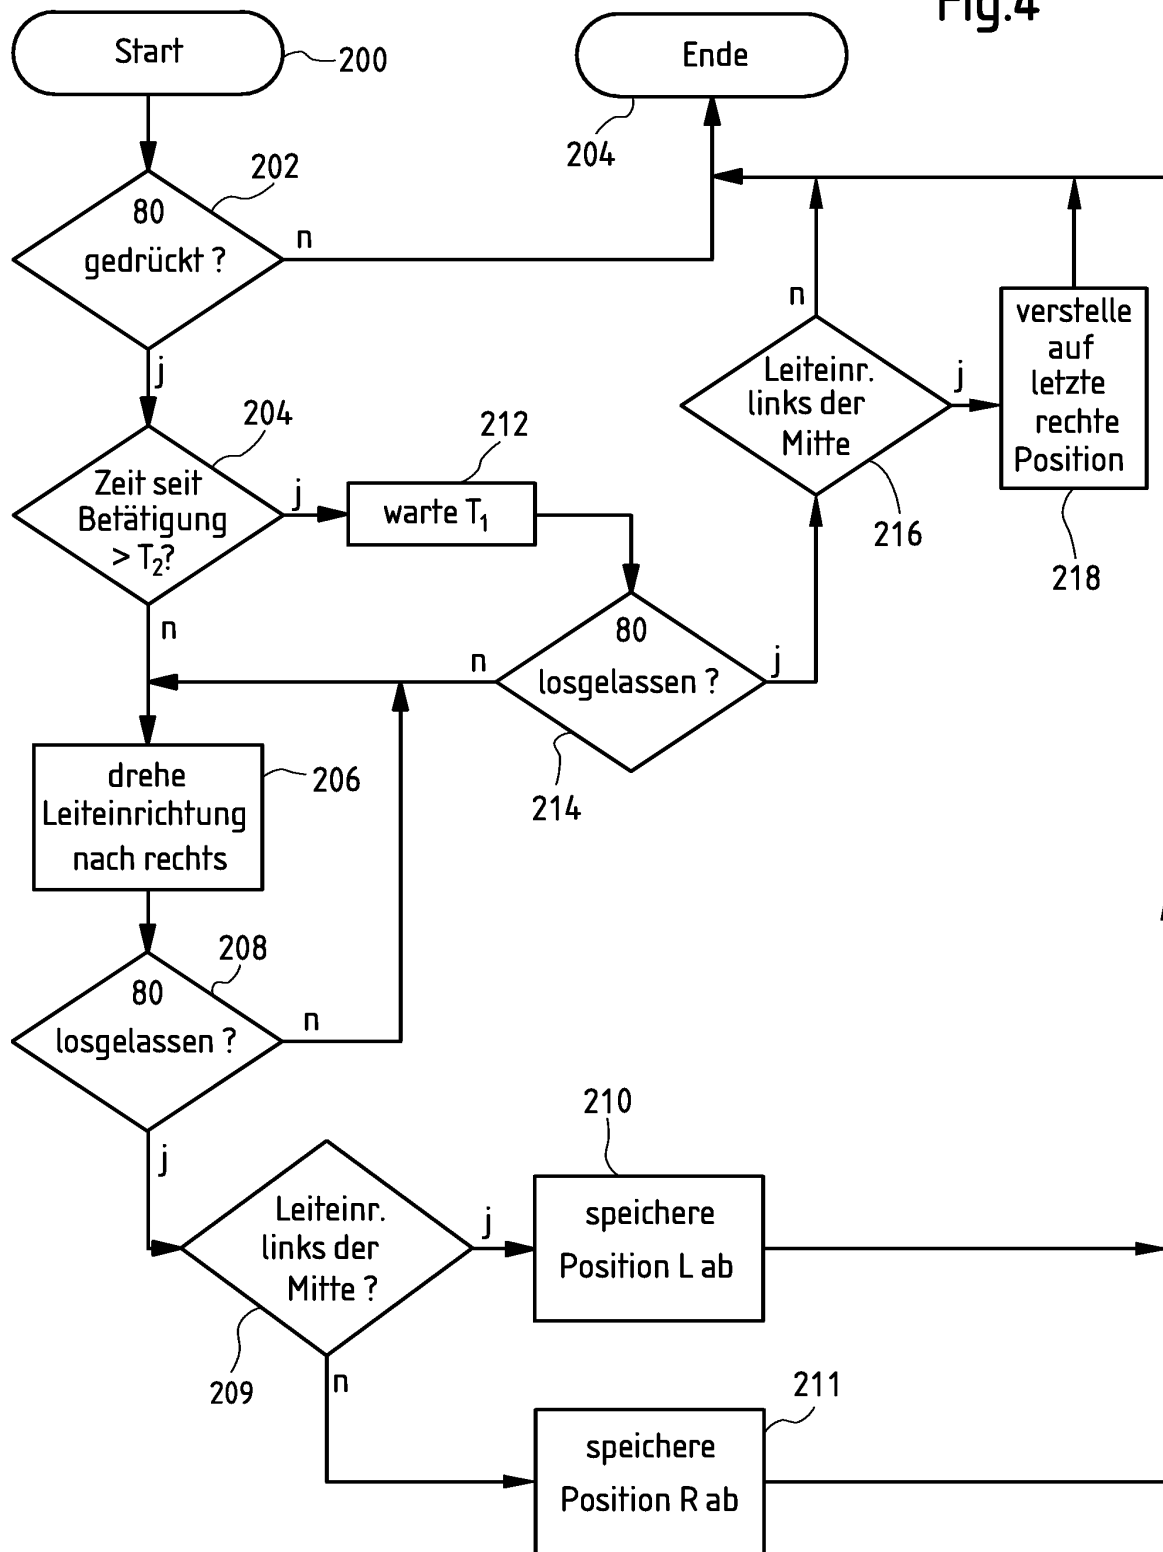 Fig.4
Start
200
Ende
204
202
80
gedrückt ?
n
j
204
Zeit seit
Betätigung
> T₂?
j
n
212
warte T₁
80
losgelassen ?
n
j
214
n
Leiteinr.
links der
Mitte
j
216
verstelle
auf
letzte
rechte
Position
218
drehe
Leiteinrichtung
nach rechts
206
208
80
losgelassen ?
n
j
Leiteinr.
links der
Mitte ?
j
n
209
210
speichere
Position L ab
211
speichere
Position R ab